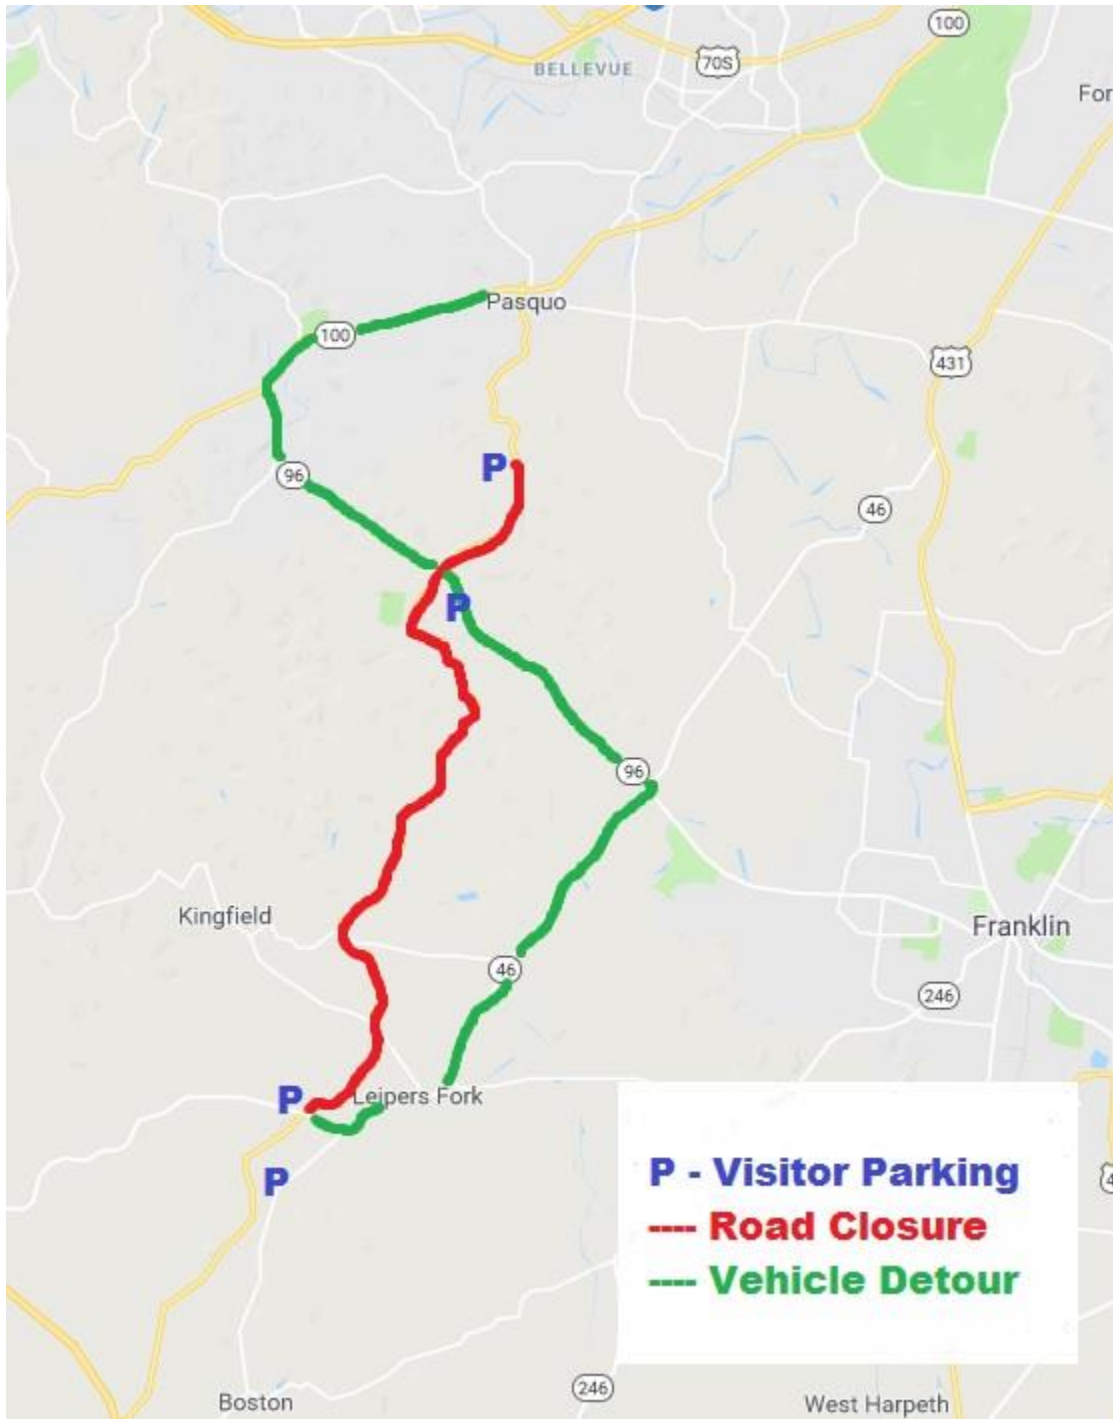 100
70S
BELLEVUE
For
Pasquo
100
431
96
P
46
P
96
Kingfield
Franklin
46
246
P
Leipers Fork
P
P - Visitor Parking
---- Road Closure
---- Vehicle Detour
4
Boston
246
West Harpeth